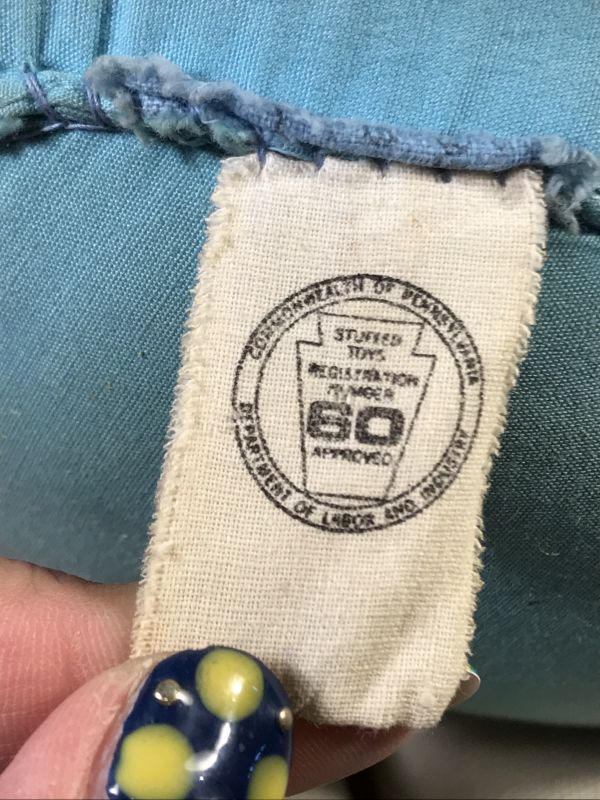 COMMONWEALTH OF PENNSYLVANIA
STUFFED
TOYS
REGISTRATION
NUMBER
60
APPROVED
DEPARTMENT OF LABOR AND INDUSTRY